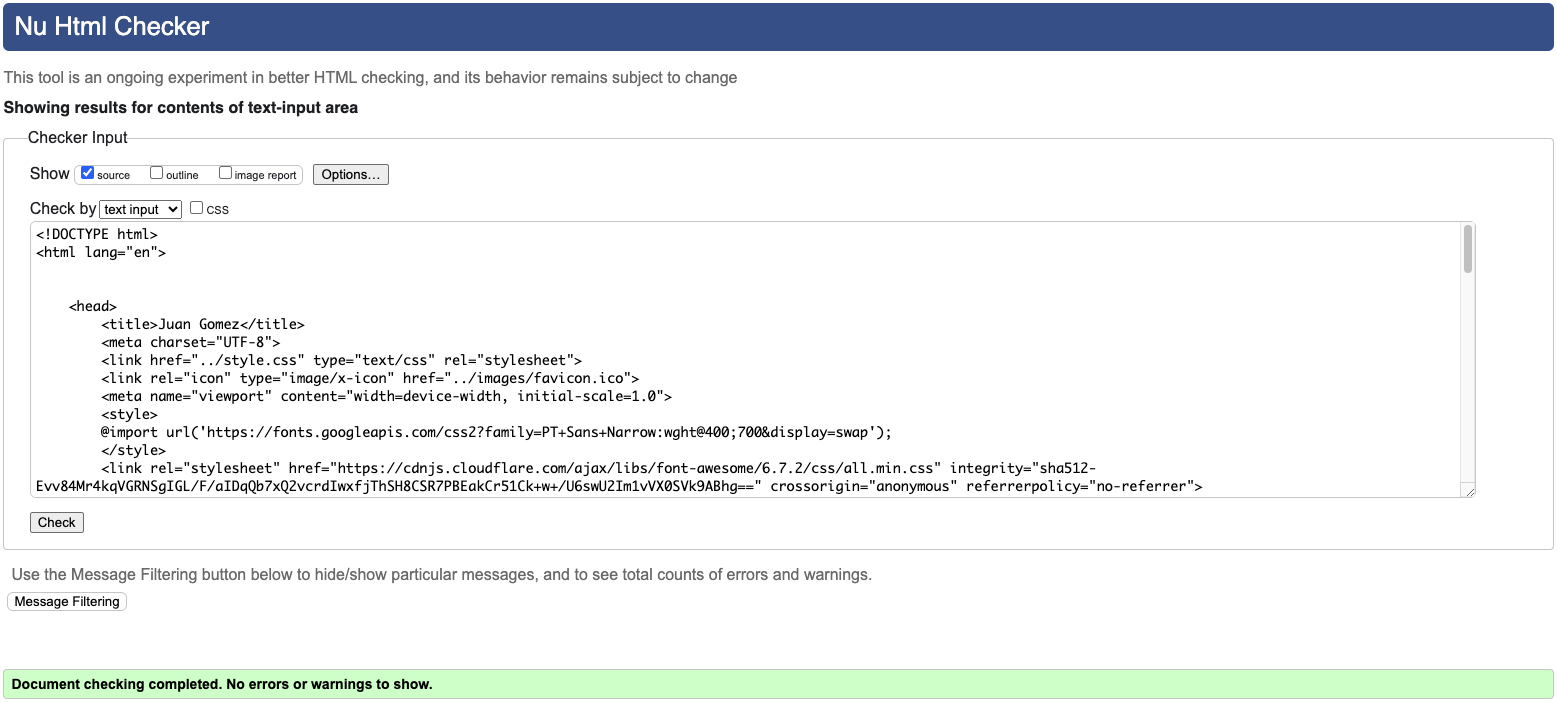 Nu Html Checker
This tool is an ongoing experiment in better HTML checking, and its behavior remains subject to change
Showing results for contents of text-input area
Checker Input
Show source outline image report Options...
Check by text input CSS
<!DOCTYPE html>
<html lang="en">
<head>
<title>Juan Gomez</title>
<meta charset="UTF-8">
<link href="../style.css" type="text/css" rel="stylesheet">
<link rel="icon" type="image/x-icon" href="../images/favicon.ico">
<meta name="viewport" content="width=device-width, initial-scale=1.0">
<style>
@import url('https://fonts.googleapis.com/css2?family=PT+Sans+Narrow:wght@400;700&display=swap');
</style>
<link rel="stylesheet" href="https://cdnjs.cloudflare.com/ajax/libs/font-awesome/6.7.2/css/all.min.css" integrity="sha512-
Evv84Mr4kqVGRNSgIGL/F/aIDqQb7xQ2vcrdIwxfjThSH8CSR7PBEakCr51Ck+w+/U6swU2Im1vVX0SVk9ABhg==" crossorigin="anonymous" referrerpolicy="no-referrer">
Check
Use the Message Filtering button below to hide/show particular messages, and to see total counts of errors and warnings.
Message Filtering
Document checking completed. No errors or warnings to show.